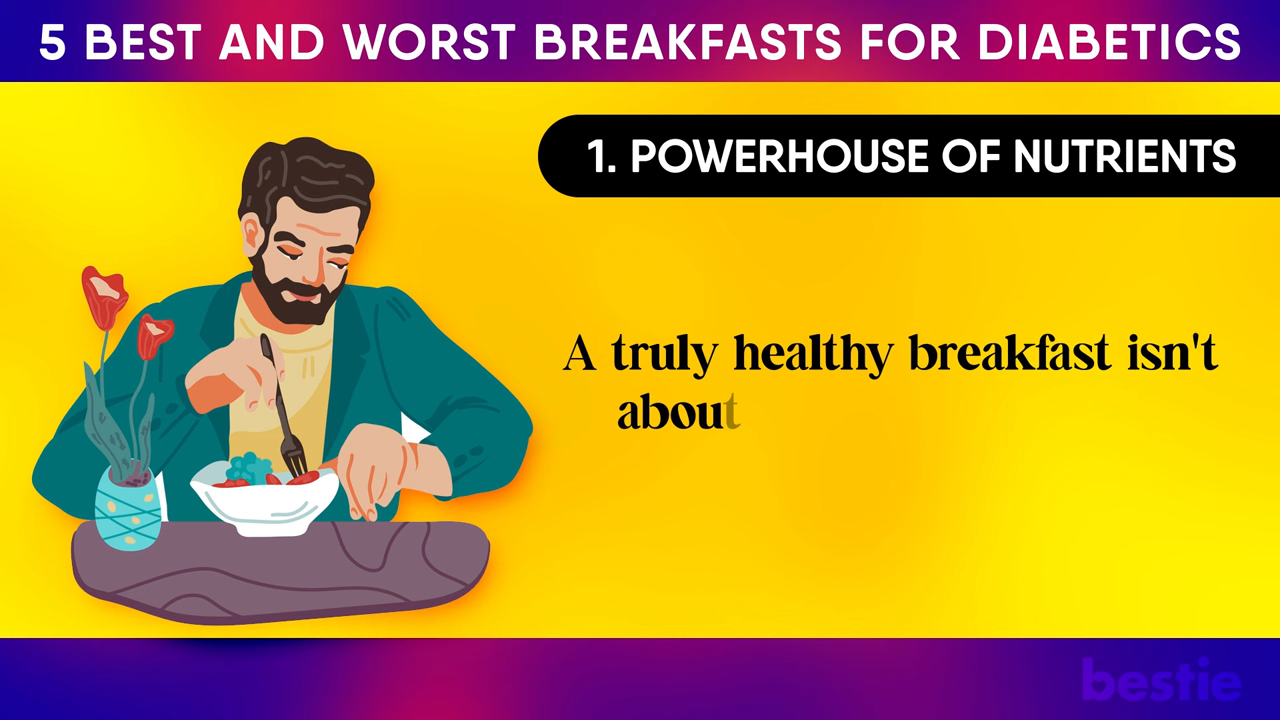 5 BEST AND WORST BREAKFASTS FOR DIABETICS
1. POWERHOUSE OF NUTRIENTS
A truly healthy breakfast isn't
about
bestie